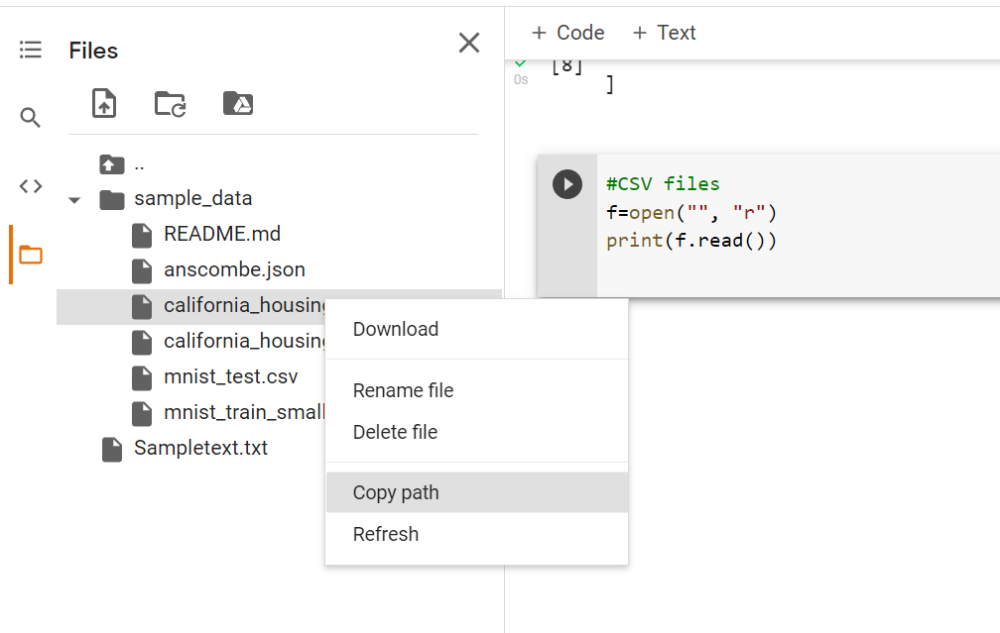 Files
..
sample_data
README.md
anscombe.json
california_housing
california_housing
mnist_test.csv
mnist_train_small
Sampletext.txt
Download
Rename file
Delete file
Copy path
Refresh
+ Code + Text
[8]
0s
]
#CSV files
f=open("", "r")
print(f.read())